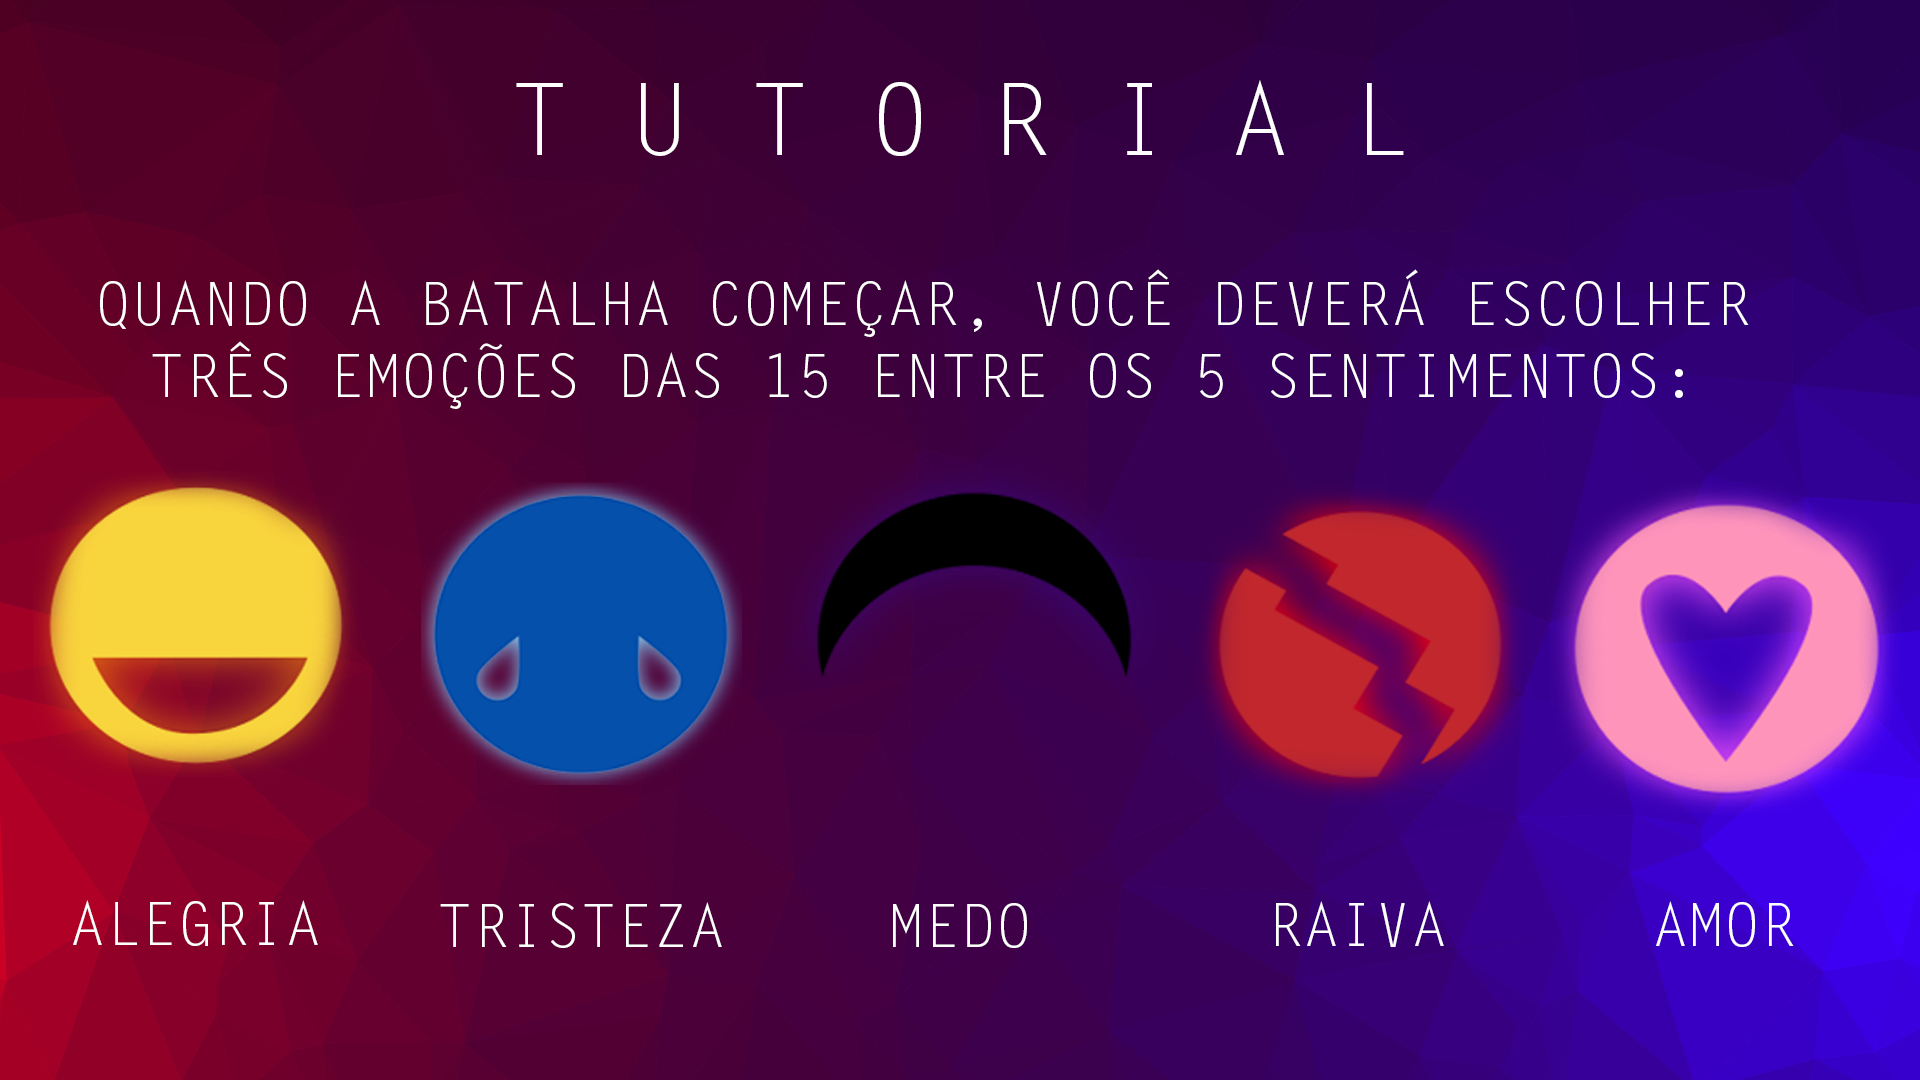 TUTORIAL
QUANDO A BATALHA COMEÇAR, VOCÊ DEVERÁ ESCOLHER
TRÊS EMOÇÕES DAS 15 ENTRE OS 5 SENTIMENTOS:
ALEGRIA TRISTEZA MEDO RAIVA AMOR